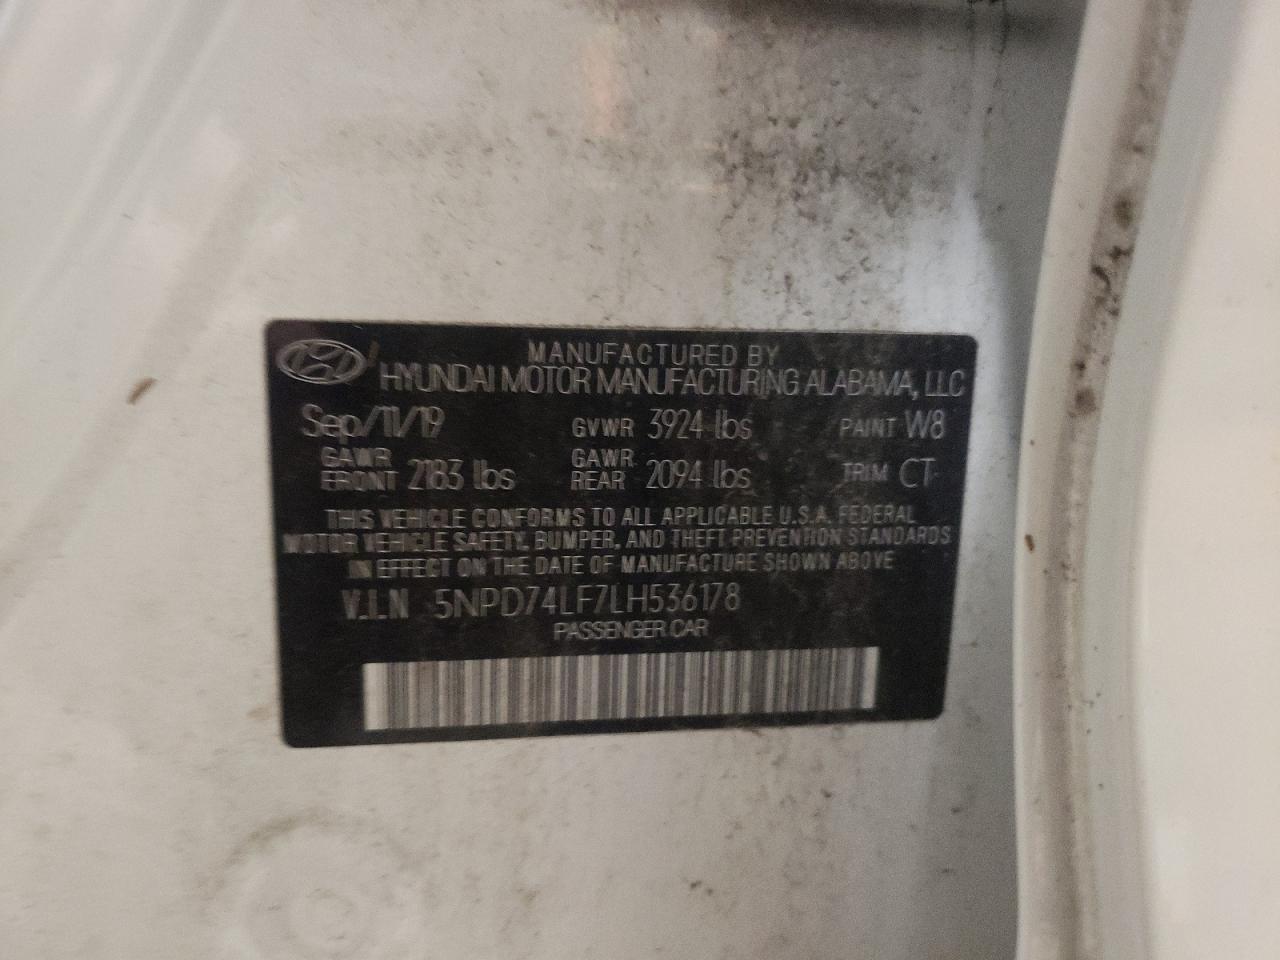 MANUFACTURED BY
HYUNDAI MOTOR MANUFACTURING ALABAMA, LLC
Sep/11/19 GVWR 3924 lbs PAINT W8
GAWR FRONT 2183 lbs GAWR REAR 2094 lbs TRIM CT
THIS VEHICLE CONFORMS TO ALL APPLICABLE U.S.A. FEDERAL
MOTOR VEHICLE SAFETY, BUMPER, AND THEFT PREVENTION STANDARDS
IN EFFECT ON THE DATE OF MANUFACTURE SHOWN ABOVE
V.I.N 5NPD74LF7LH536178
PASSENGER CAR